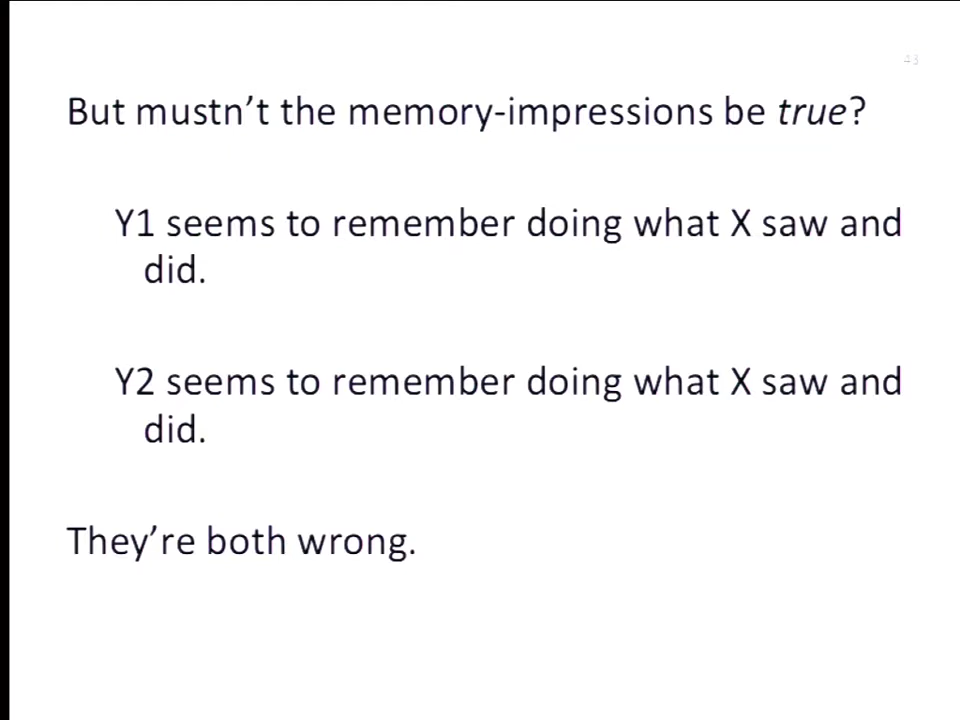 43
But mustn’t the memory-impressions be true?
Y1 seems to remember doing what X saw and
did.
Y2 seems to remember doing what X saw and
did.
They’re both wrong.